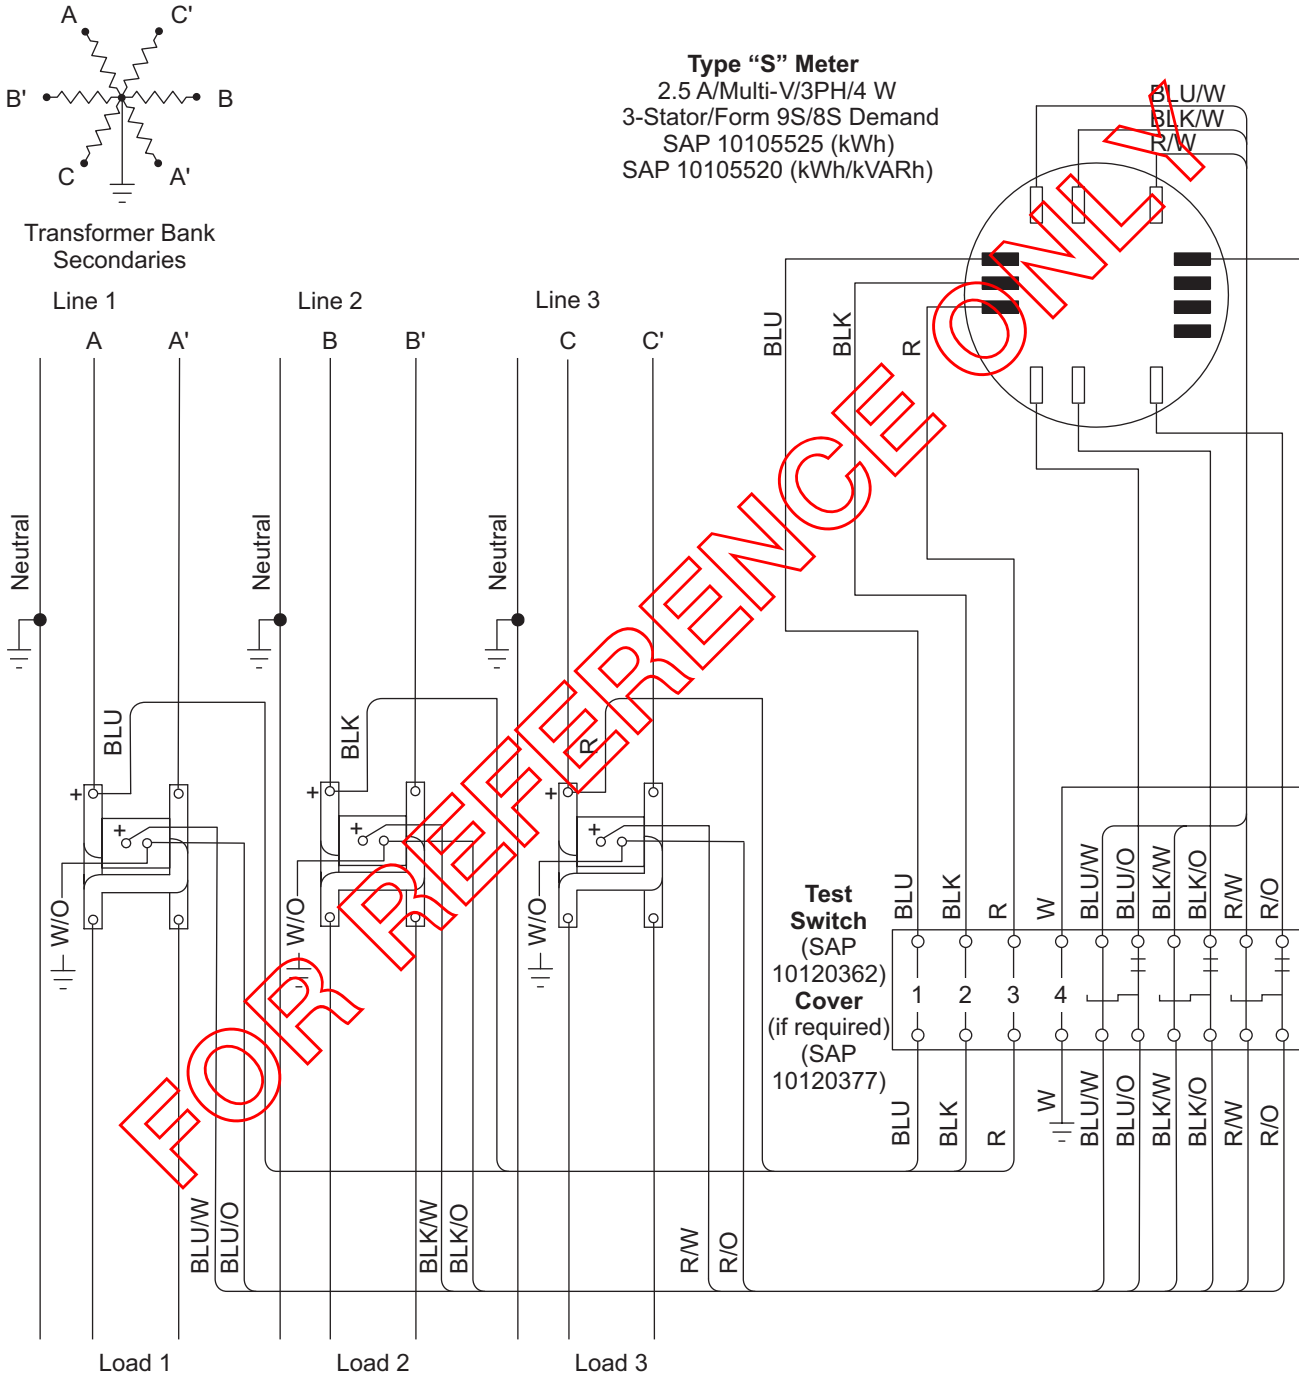 A C'
B' B
C A'
Transformer Bank
Secondaries
Type “S” Meter
2.5 A/Multi-V/3PH/4 W
3-Stator/Form 9S/8S Demand
SAP 10105525 (kWh)
SAP 10105520 (kWh/kVARh)
BLU/W
BLK/W
R/W
Line 1 Line 2 Line 3
A A' B B' C C'
BLU BLK R
Neutral Neutral Neutral
BLU BLK R
+ + +
+ + +
W/O W/O W/O
Test
Switch
(SAP
10120362)
Cover
(if required)
(SAP
10120377)
BLU BLK R W BLU/W BLU/O BLK/W BLK/O R/W R/O
1 2 3 4
BLU BLK R W BLU/W BLU/O BLK/W BLK/O R/W R/O
BLU/W BLU/O BLK/W BLK/O R/W R/O
Load 1 Load 2 Load 3
FOR REFERENCE ONLY